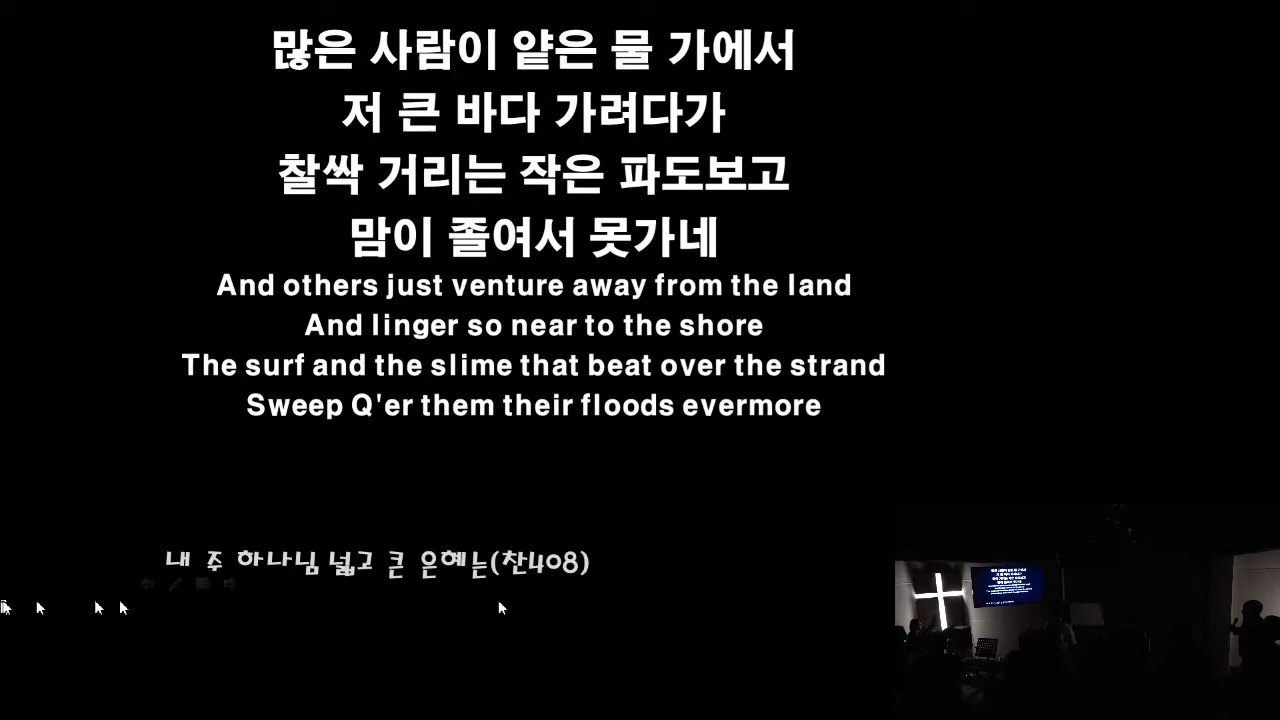 많은 사람이 얕은 물 가에서
저 큰 바다 가려다가
찰싹 거리는 작은 파도보고
맘이 졸여서 못가네
And others just venture away from the land
And linger so near to the shore
The surf and the slime that beat over the strand
Sweep Q'er them their floods evermore
내 주 하나님 넓고 큰 은혜는(찬408)